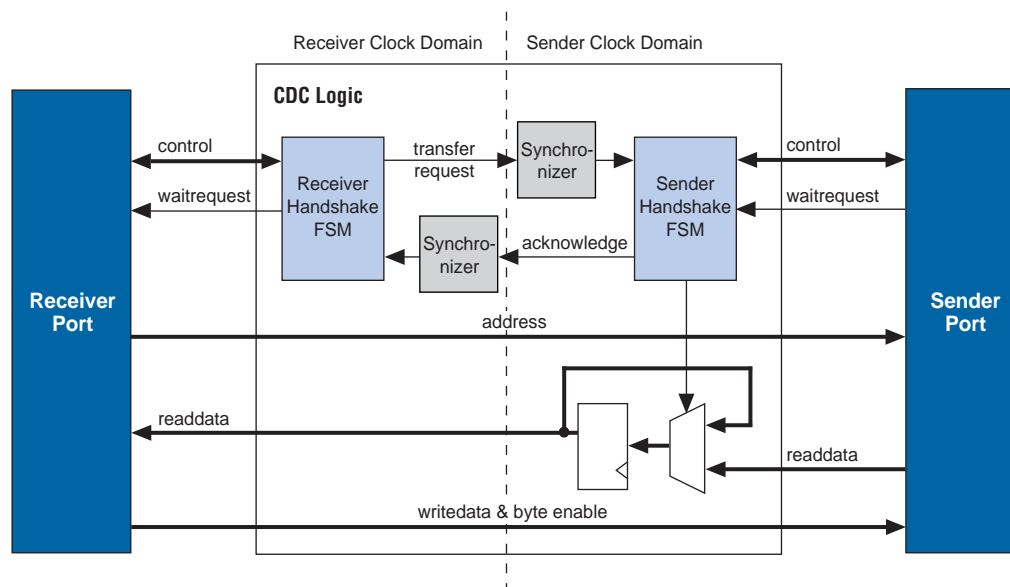 Receiver Clock Domain
Sender Clock Domain
CDC Logic
control
waitrequest
Receiver
Handshake
FSM
transfer
request
Synchro-
nizer
Sender
Handshake
FSM
control
waitrequest
Synchro-
nizer
acknowledge
Receiver
Port
Sender
Port
address
readdata
readdata
writedata & byte enable